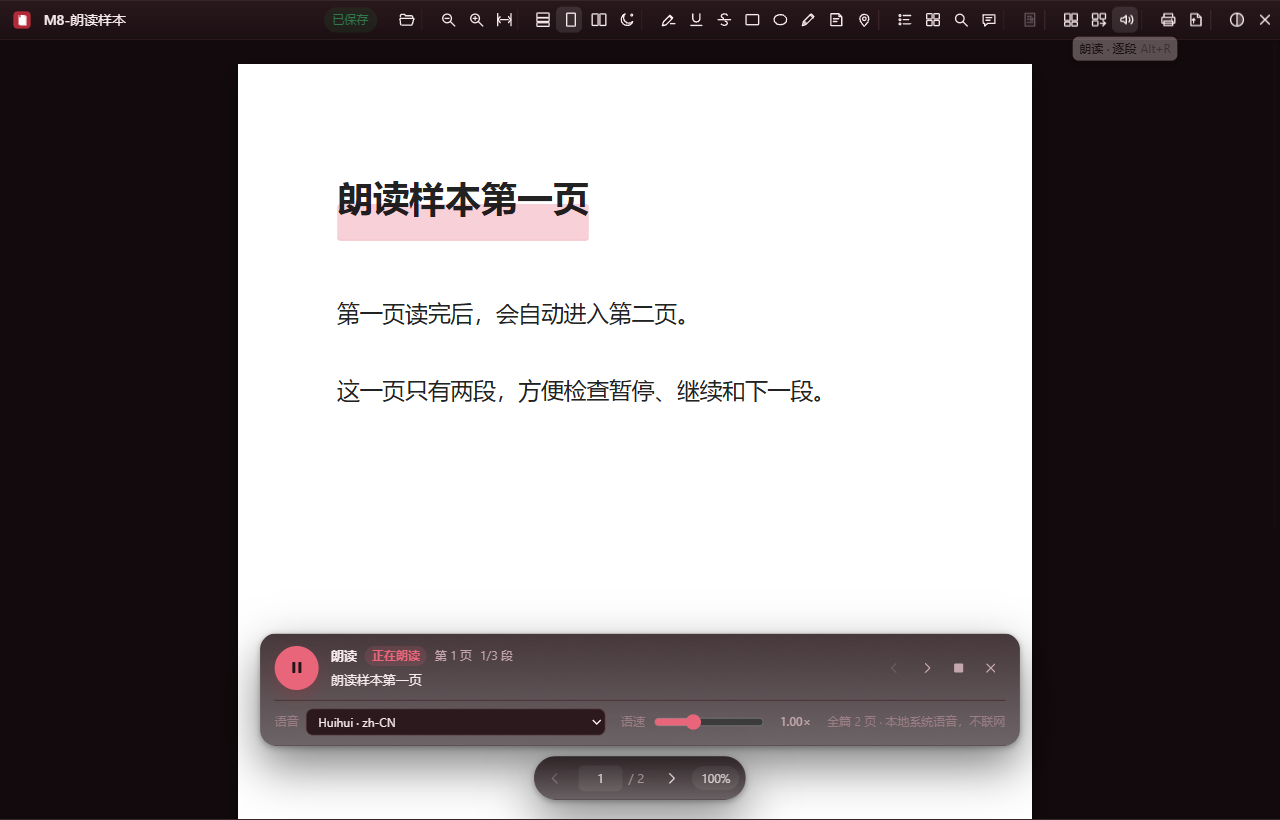 M8-朗读样本
已保存
朗读 · 逐段 Alt+R
朗读样本第一页
第一页读完后，会自动进入第二页。
这一页只有两段，方便检查暂停、继续和下一段。
朗读 正在朗读 第 1 页 1/3 段
朗读样本第一页
语音 Huihui · zh-CN 语速 1.00× 全篇 2 页 · 本地系统语音，不联网
1 / 2 100%